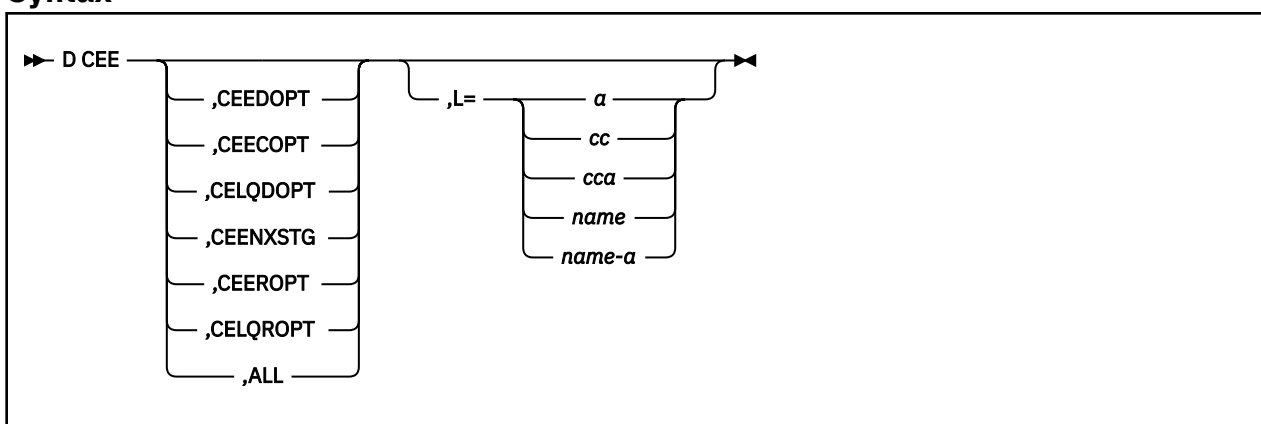 Syntax
D CEE
,CEEDOPT
,CEECOPT
,CELQDOPT
,CEENXSTG
,CEEROPT
,CELQROPT
,ALL
,L=
a
cc
cca
name
name-a